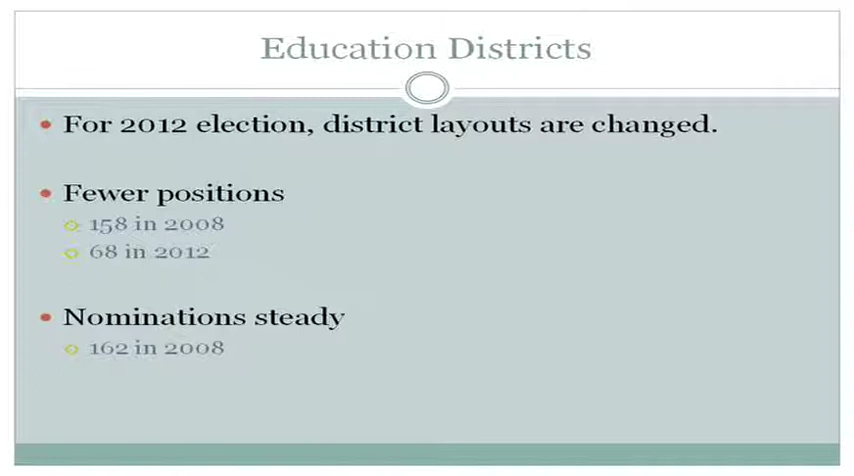 Education Districts
For 2012 election, district layouts are changed.
Fewer positions
158 in 2008
68 in 2012
Nominations steady
162 in 2008